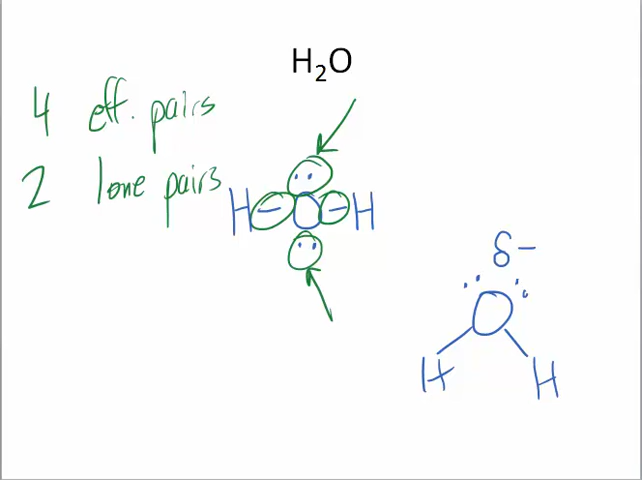 H₂O
4 eff. pairs
2 lone pairs
H–O–H
δ–
O
H H